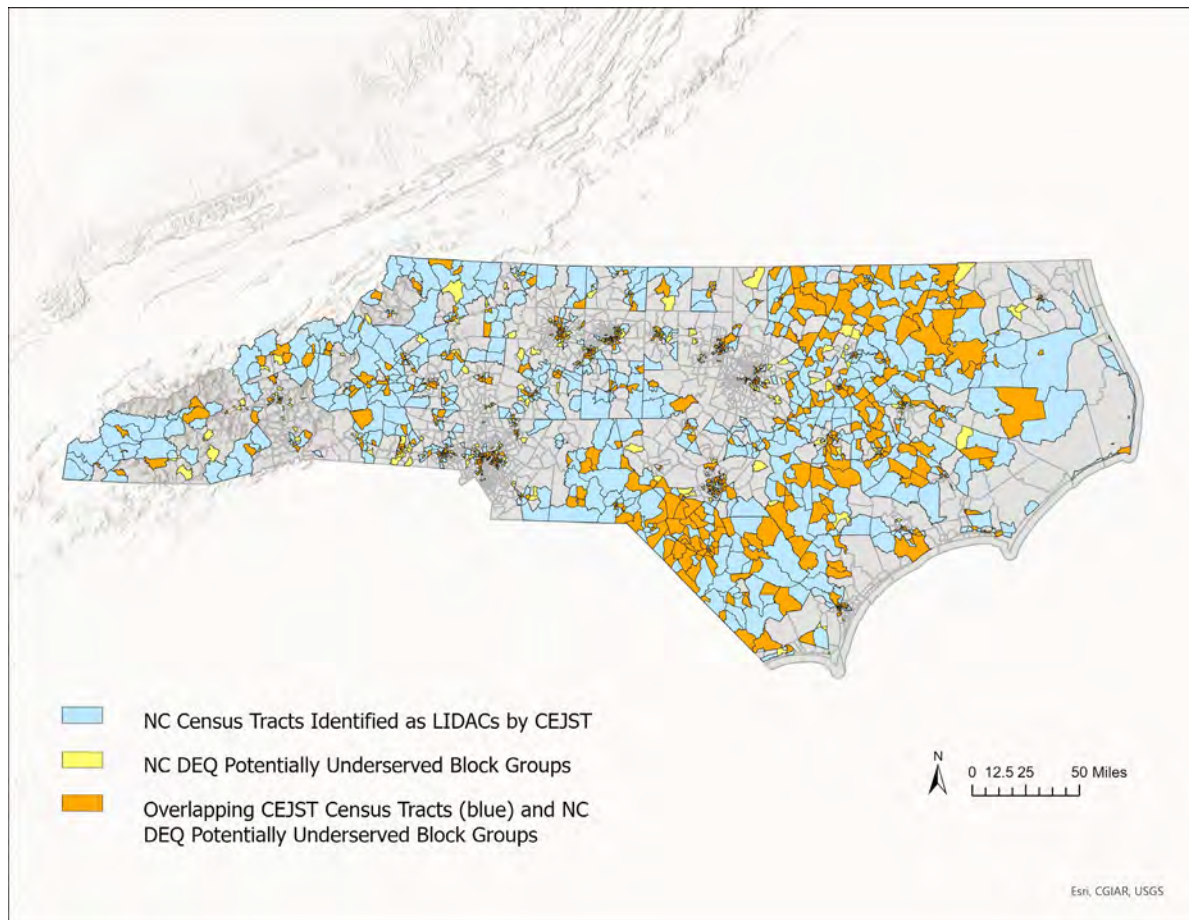 NC Census Tracts Identified as LIDACs by CEJST
NC DEQ Potentially Underserved Block Groups
Overlapping CEJST Census Tracts (blue) and NC
DEQ Potentially Underserved Block Groups
N
0 12.5 25 50 Miles
Esri, CGIAR, USGS